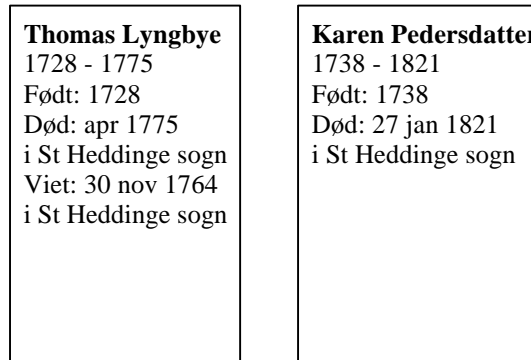 Thomas Lyngbye
1728 - 1775
Født: 1728
Død: apr 1775
i St Heddinge sogn
Viet: 30 nov 1764
i St Heddinge sogn
Karen Pedersdatter
1738 - 1821
Født: 1738
Død: 27 jan 1821
i St Heddinge sogn